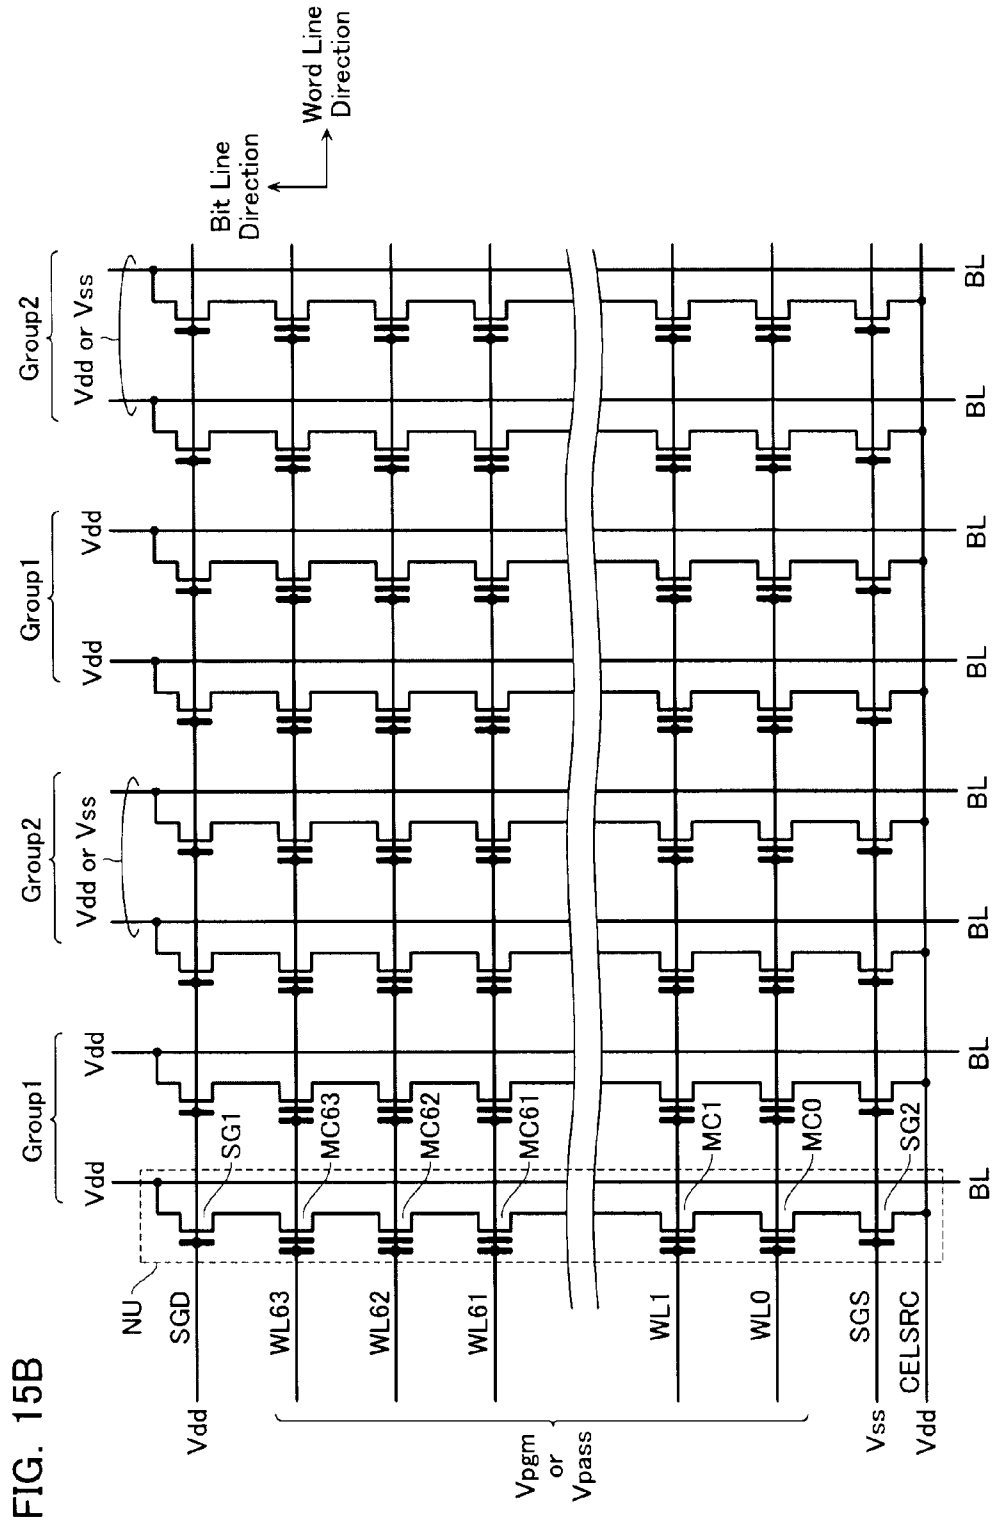 FIG. 15B
Group1
Group2
Group1
Group2
Vdd
Vdd
Vdd or Vss
Vdd
Vdd
Vdd or Vss
Bit Line
Direction
Word Line
Direction
NU
Vdd
SGD
SG1
WL63
MC63
WL62
MC62
WL61
MC61
Vpgm
or
Vpass
WL1
MC1
WL0
MC0
Vss
SGS
SG2
Vdd
CELSRC
BL
BL
BL
BL
BL
BL
BL
BL